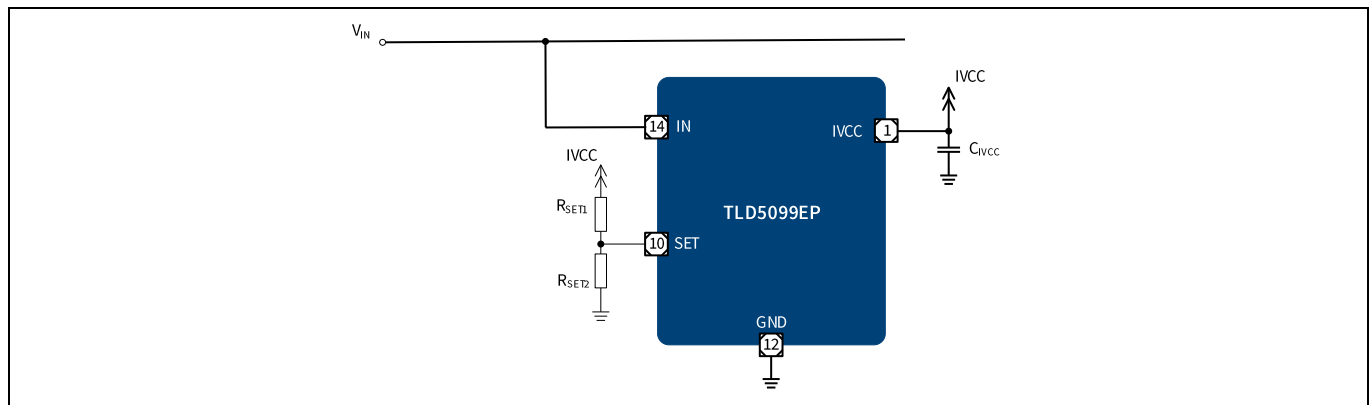 VIN
IVCC
14 IN
IVCC 1
IVCC
CIVCC
RSET1
TLD5099EP
10 SET
RSET2
GND
12